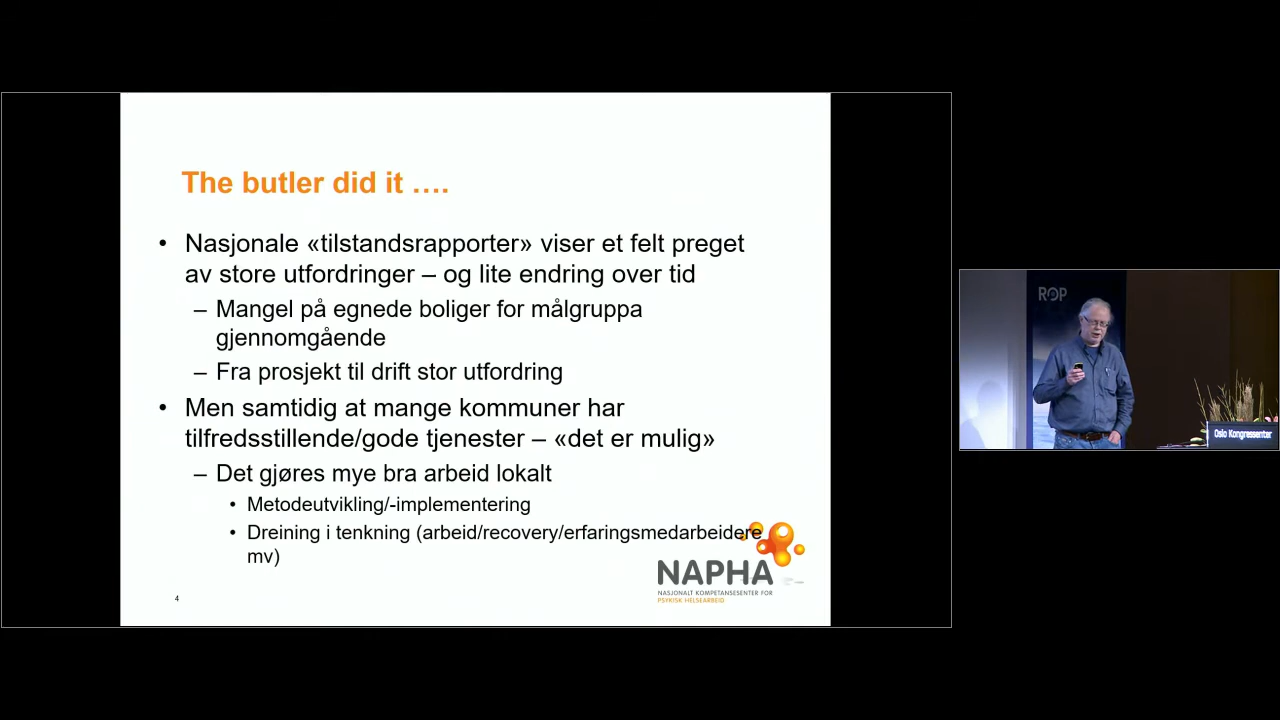 The butler did it ….
• Nasjonale «tilstandsrapporter» viser et felt preget
av store utfordringer – og lite endring over tid
– Mangel på egnede boliger for målgruppa
gjennomgående
– Fra prosjekt til drift stor utfordring
• Men samtidig at mange kommuner har
tilfredsstillende/gode tjenester – «det er mulig»
– Det gjøres mye bra arbeid lokalt
• Metodeutvikling/-implementering
• Dreining i tenkning (arbeid/recovery/erfaringsmedarbeidere
mv)
4
NAPHA
NASJONALT KOMPETANSESENTER FOR
PSYKISK HELSEARBEID
ROP
Oslo Kongressenter